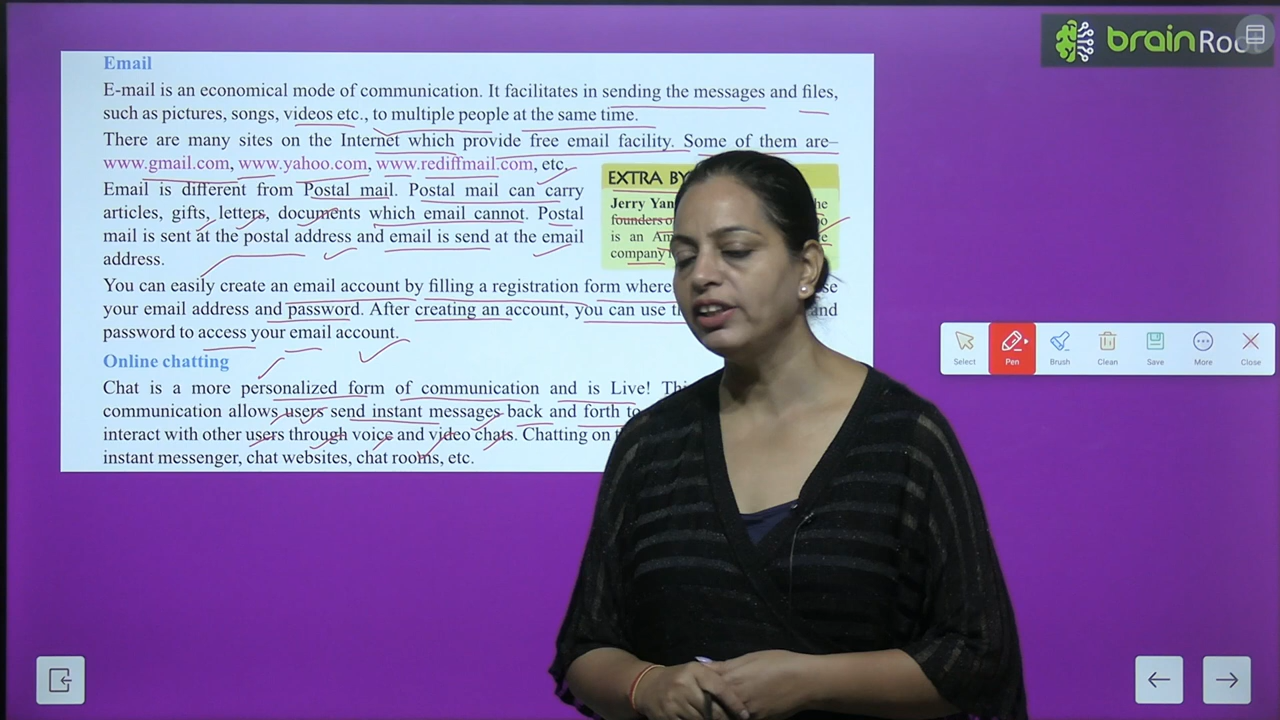 brainRoot
Email
E-mail is an economical mode of communication. It facilitates in sending the messages and files,
such as pictures, songs, videos etc., to multiple people at the same time.
There are many sites on the Internet which provide free email facility. Some of them are–
www.gmail.com, www.yahoo.com, www.rediffmail.com, etc.
Email is different from Postal mail. Postal mail can carry
articles, gifts, letters, documents which email cannot. Postal
mail is sent at the postal address and email is send at the email
address.
EXTRA BY
Jerry Yan he
founders o
is an Am
company
You can easily create an email account by filling a registration form where se
your email address and password. After creating an account, you can use and
password to access your email account.
Online chatting
Chat is a more personalized form of communication and is Live!
communication allows users send instant messages back and forth to
interact with other users through voice and video chats. Chatting on
instant messenger, chat websites, chat rooms, etc.
Select Pen Brush Clean Save More Close